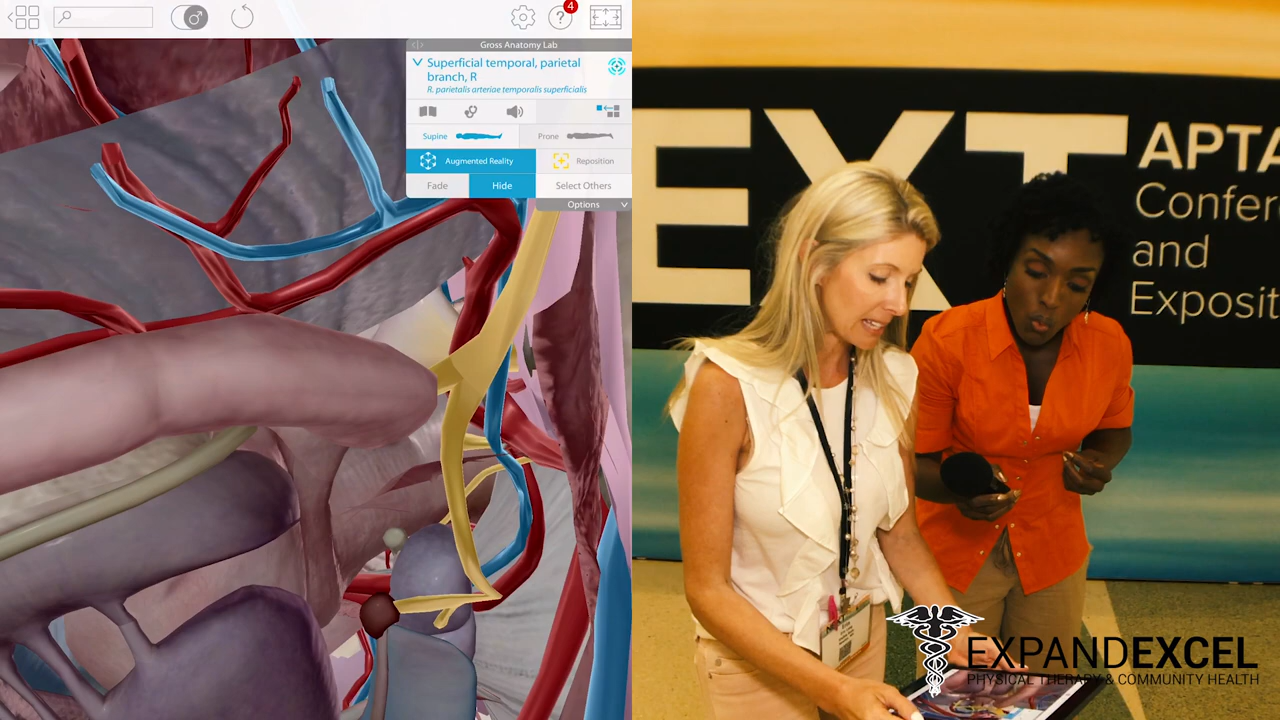 4
Gross Anatomy Lab
Superficial temporal, parietal
branch, R
R. parietalis arteriae temporalis superficialis
Supine
Prone
Augmented Reality
Reposition
Fade
Hide
Select Others
Options
EXT
APTA
Confer
and
Exposit
EXPANDEXCEL
PHYSICAL THERAPY & COMMUNITY HEALTH